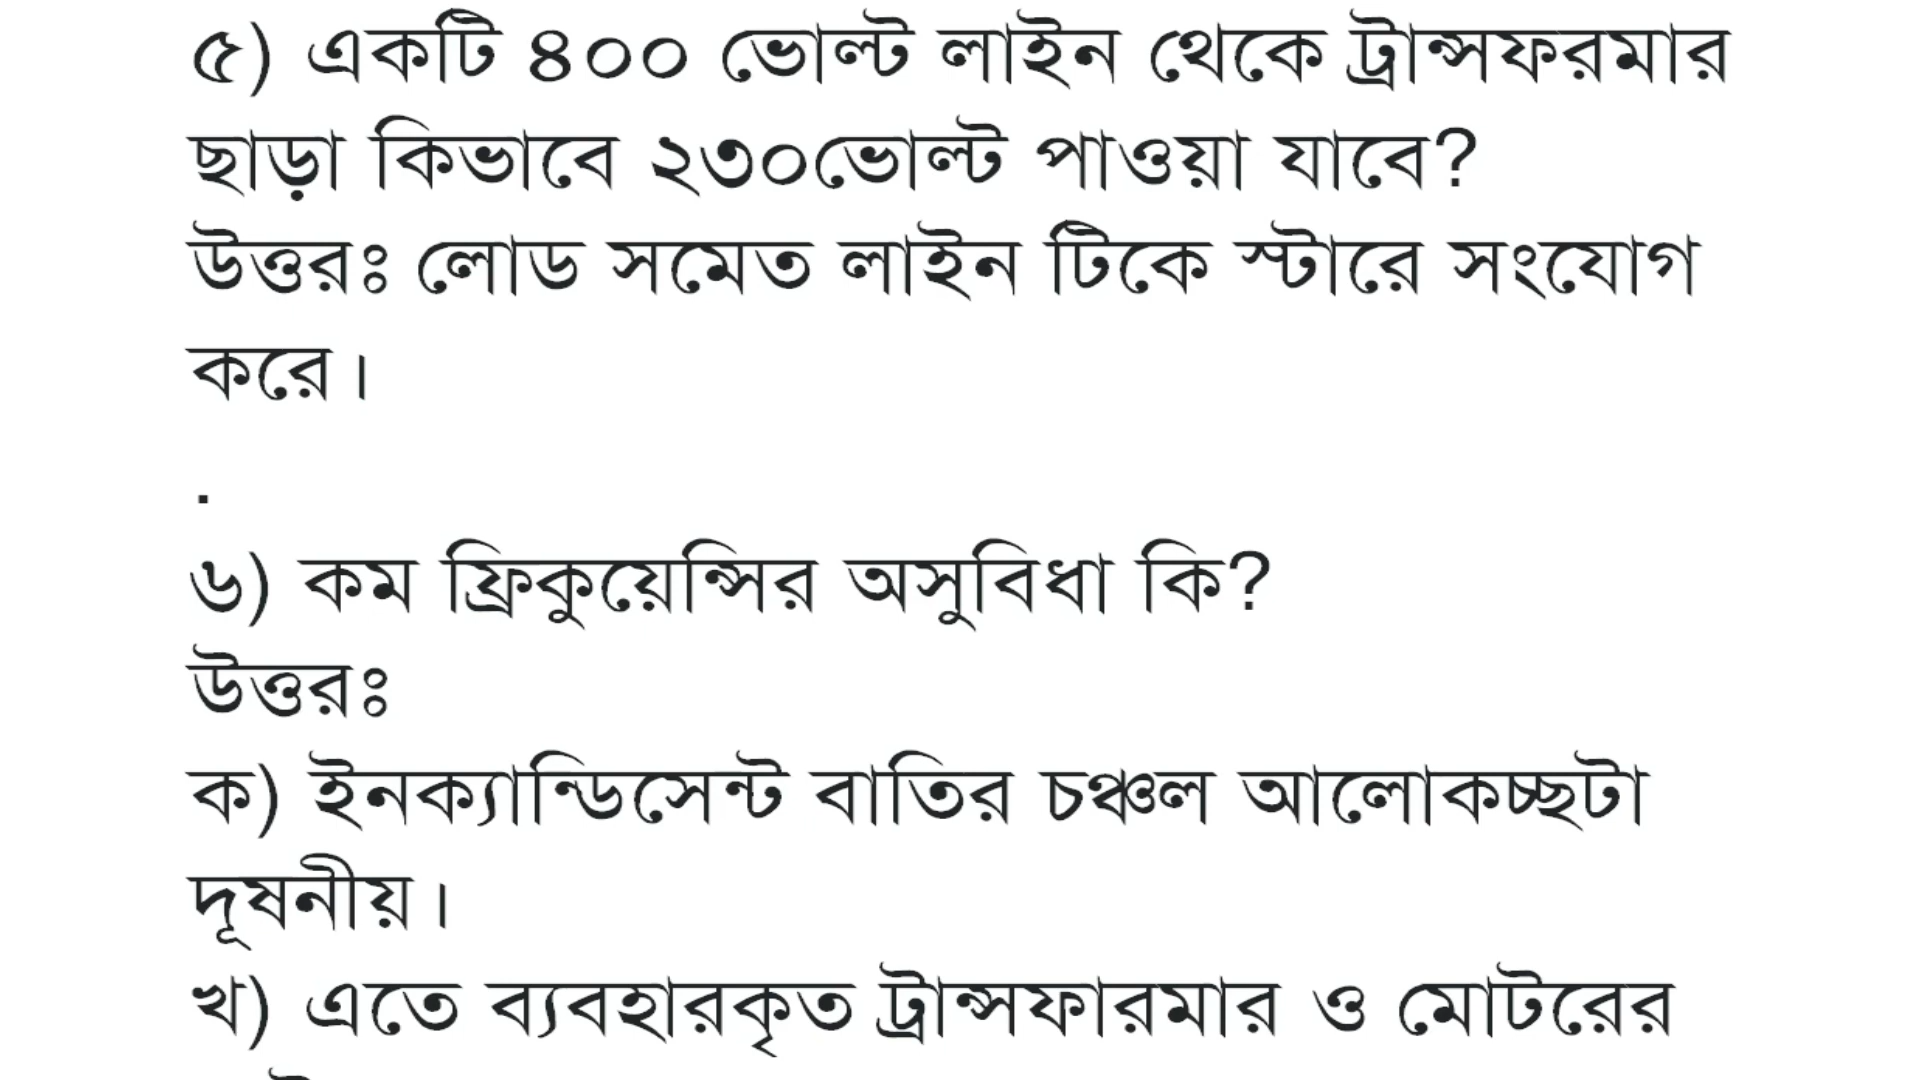 ৫) একটি ৪০০ ভোল্ট লাইন থেকে ট্রান্সফরমার
ছাড়া কিভাবে ২৩০ভোল্ট পাওয়া যাবে?
উত্তরঃ লোড সমেত লাইন টিকে স্টারে সংযোগ
করে।
.
৬) কম ফ্রিকুয়েন্সির অসুবিধা কি?
উত্তরঃ
ক) ইনক্যান্ডিসেন্ট বাতির চঞ্চল আলোকচ্ছটা
দূষনীয়।
খ) এতে ব্যবহারকৃত ট্রান্সফারমার ও মোটরের